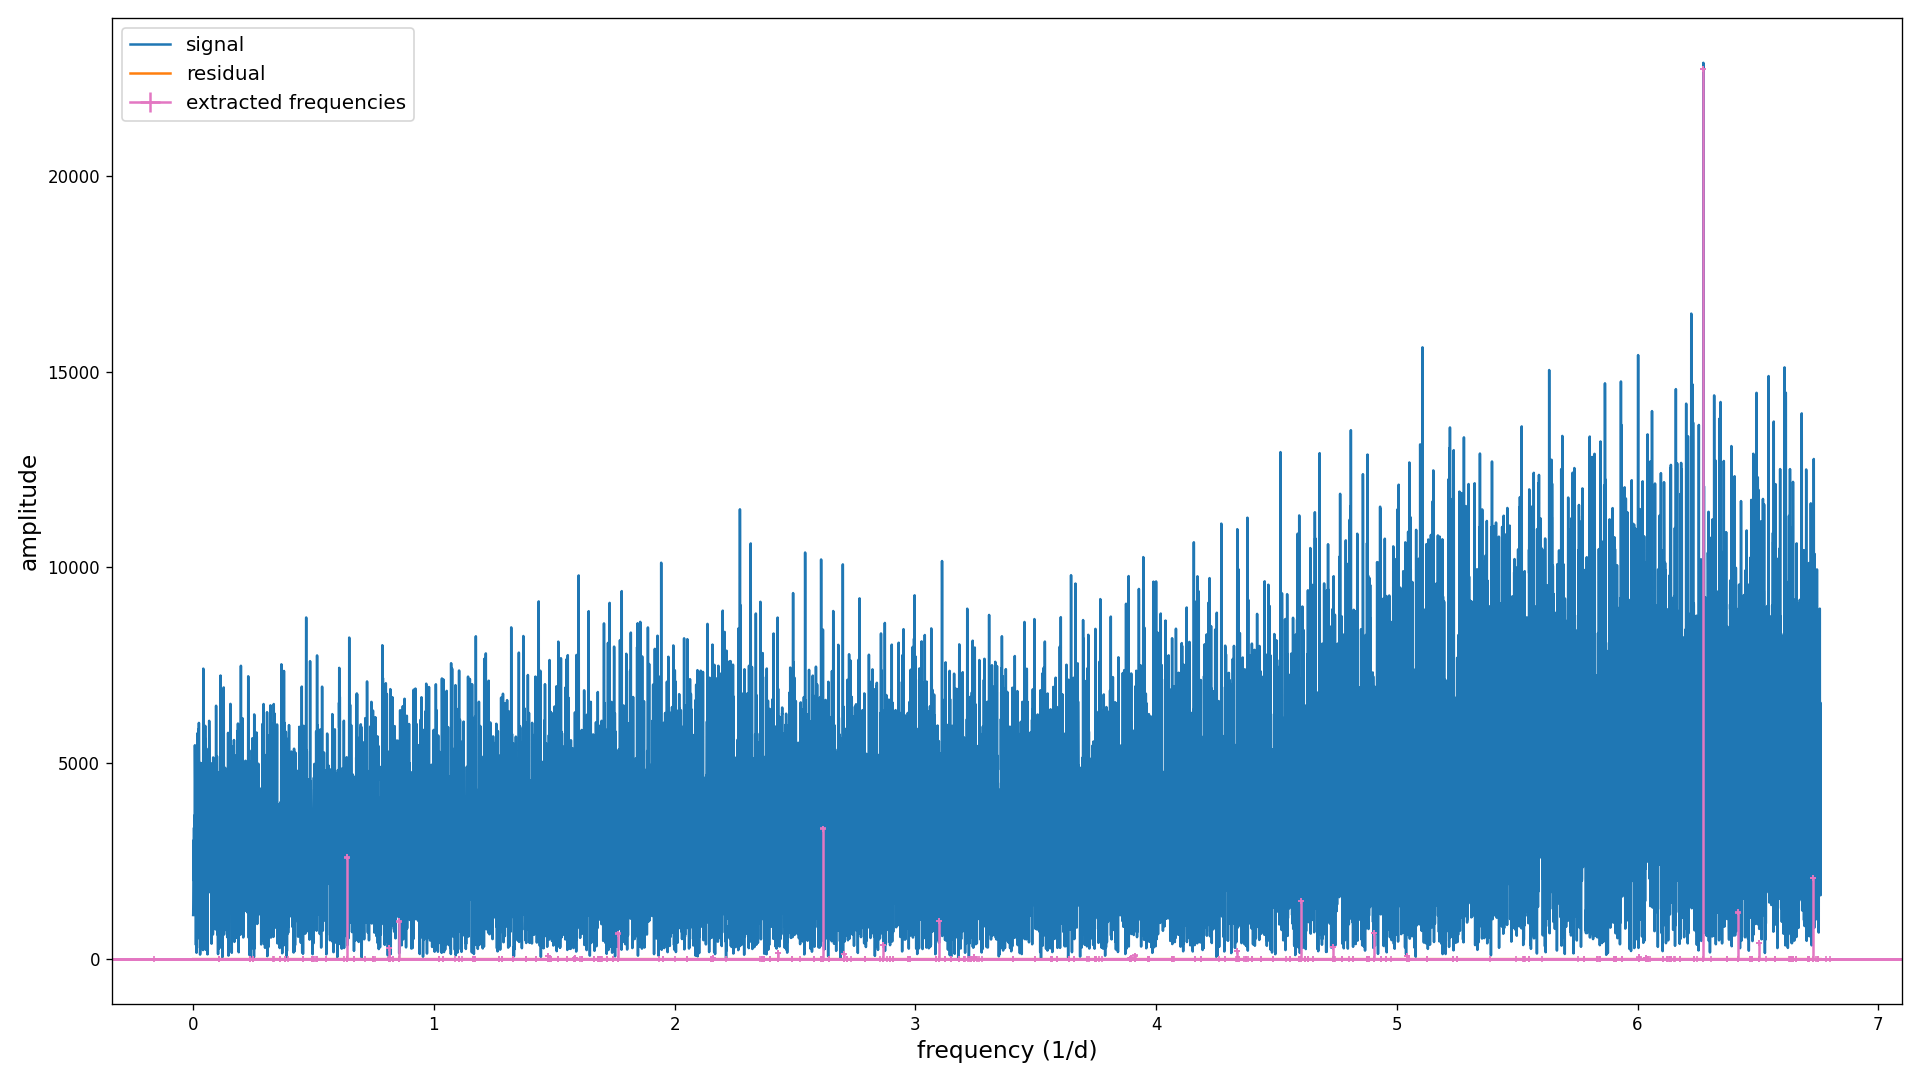 signal
residual
extracted frequencies
20000
15000
10000
5000
0
amplitude
0 1 2 3 4 5 6 7
frequency (1/d)